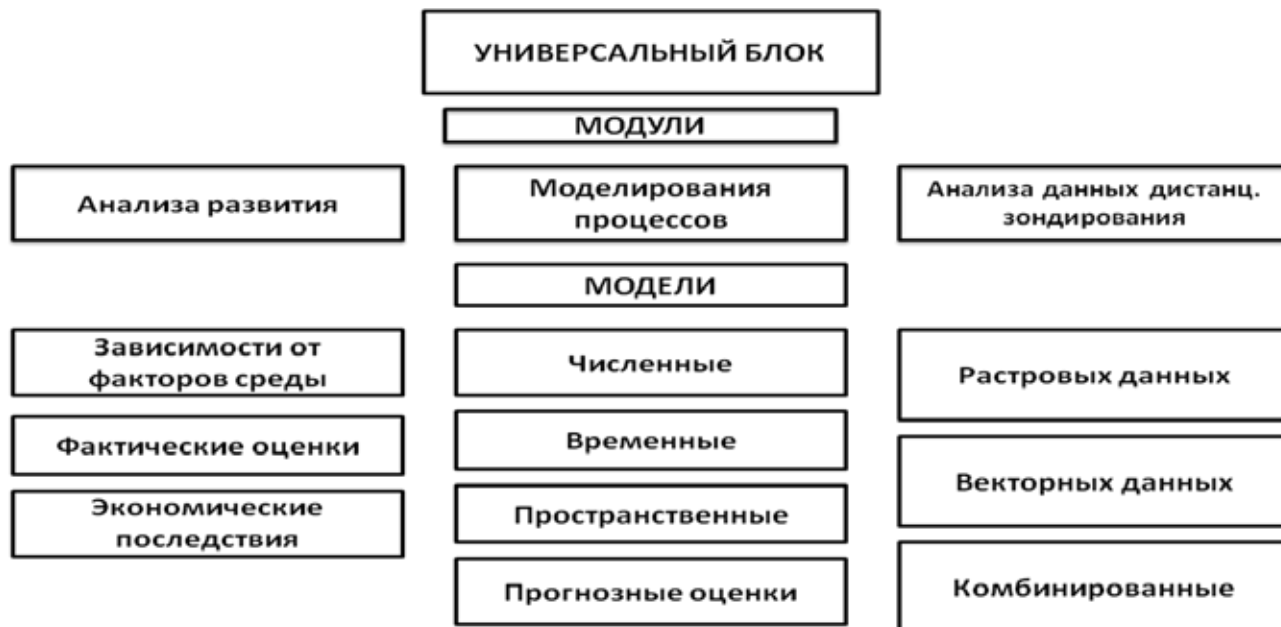 УНИВЕРСАЛЬНЫЙ БЛОК
МОДУЛИ
Анализа развития
Моделирования
процессов
Анализа данных дистанц.
зондирования
МОДЕЛИ
Зависимости от
факторов среды
Численные
Растровых данных
Фактические оценки
Временные
Векторных данных
Экономические
последствия
Пространственные
Прогнозные оценки
Комбинированные